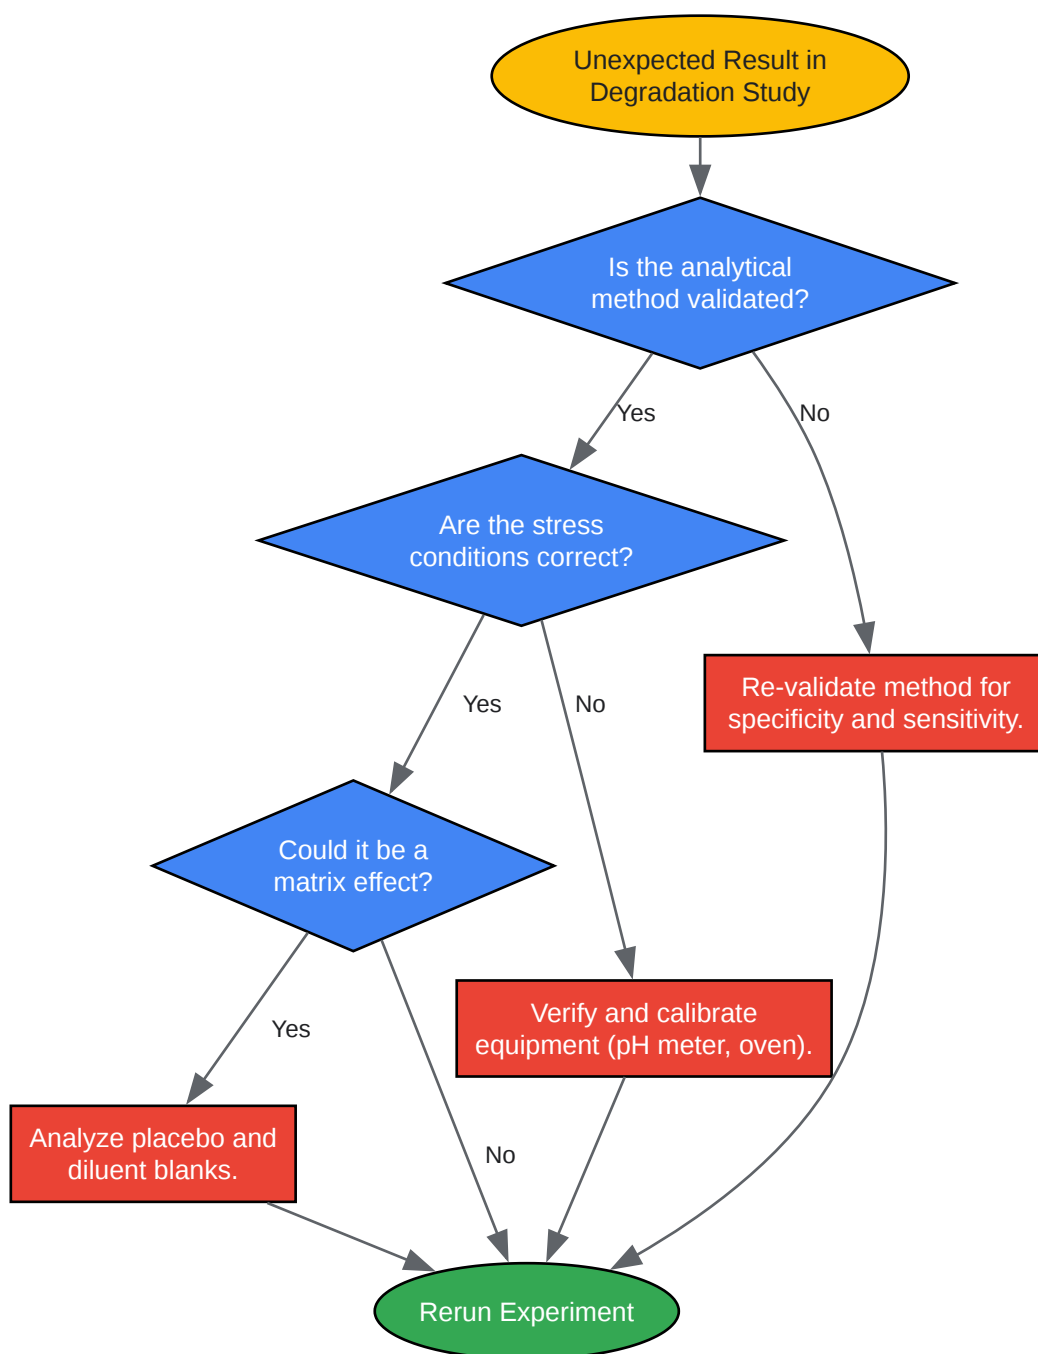 Unexpected Result in
Degradation Study
Is the analytical
method validated?
Yes
No
Are the stress
conditions correct?
Yes
No
Re-validate method for
specificity and sensitivity.
Could it be a
matrix effect?
Yes
No
Verify and calibrate
equipment (pH meter, oven).
Analyze placebo and
diluent blanks.
Rerun Experiment